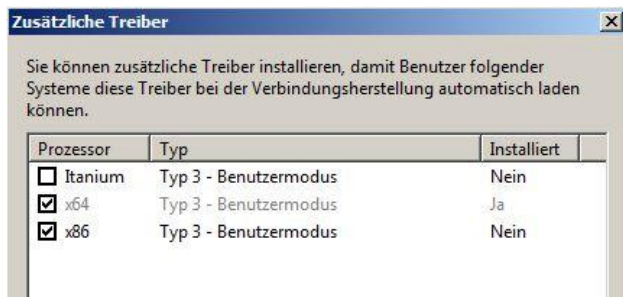 Zusätzliche Treiber
Sie können zusätzliche Treiber installieren, damit Benutzer folgender
Systeme diese Treiber bei der Verbindungsherstellung automatisch laden
können.
Prozessor Typ Installiert
Itanium Typ 3 - Benutzermodus Nein
x64 Typ 3 - Benutzermodus Ja
x86 Typ 3 - Benutzermodus Nein